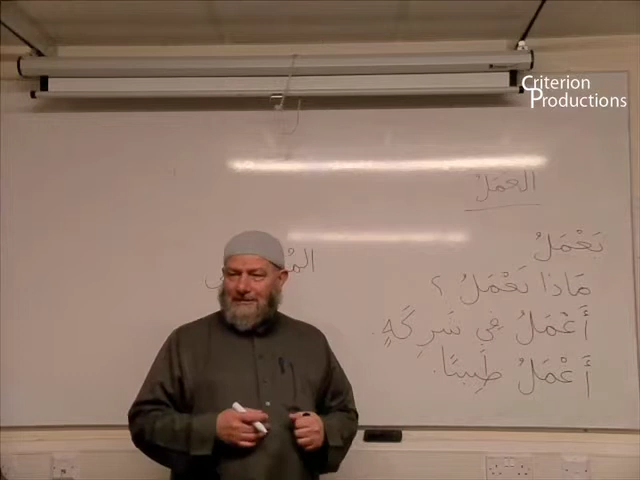 Criterion
Productions
العَمَلُ
يَعْمَلُ
مَاذَا تَعْمَلُ ؟
أَعْمَلُ فِي شَرِكَةٍ
أَعْمَلُ طَبِيبًا